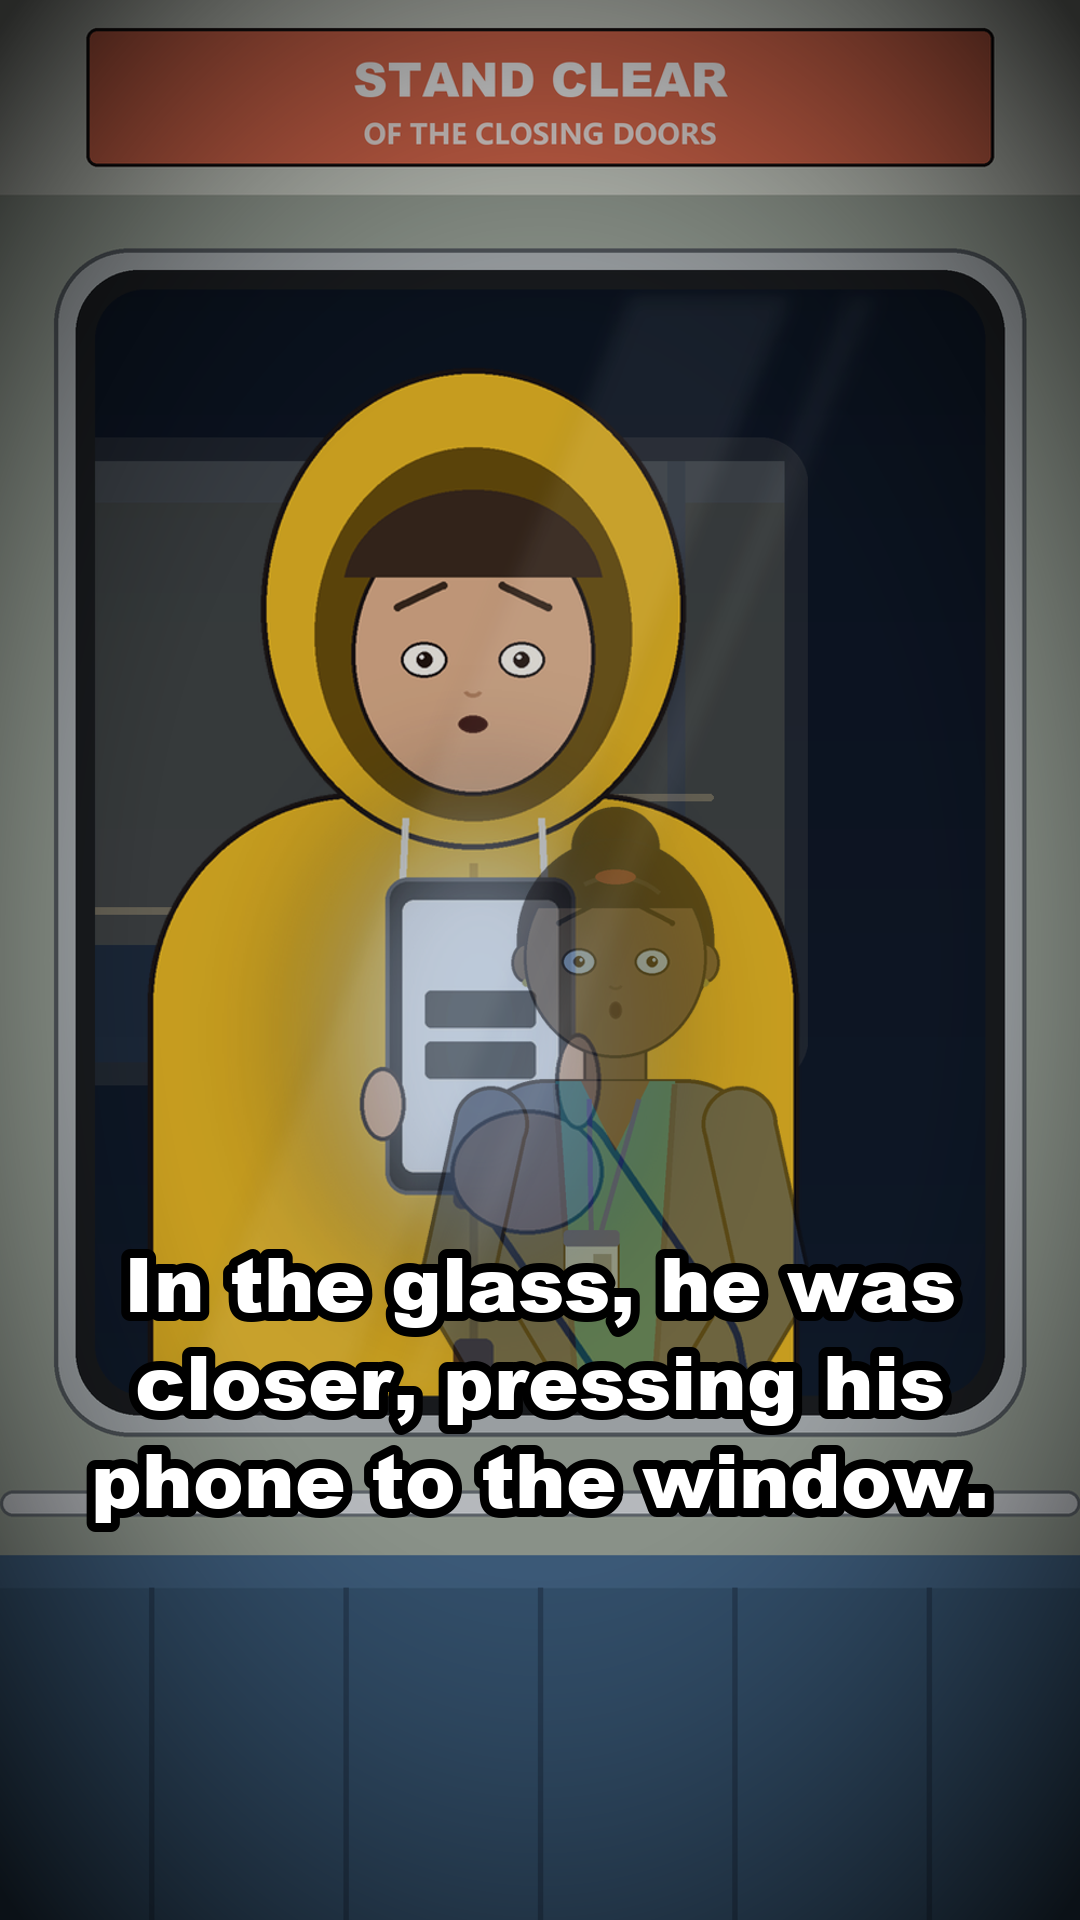 STAND CLEAR
OF THE CLOSING DOORS
In the glass, he was
closer, pressing his
phone to the window.